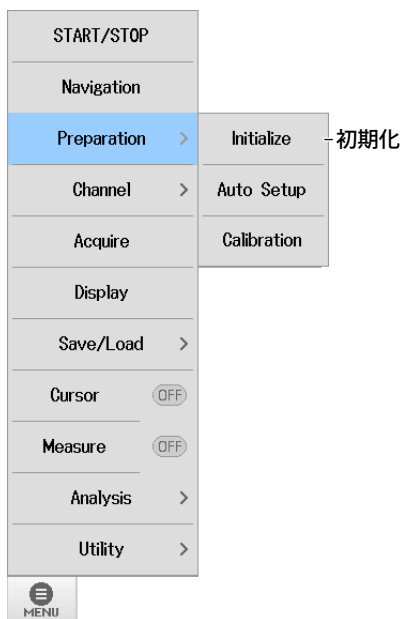 START/STOP
Navigation
Preparation
Initialize
初期化
Channel
Auto Setup
Acquire
Calibration
Display
Save/Load
Cursor OFF
Measure OFF
Analysis
Utility
MENU